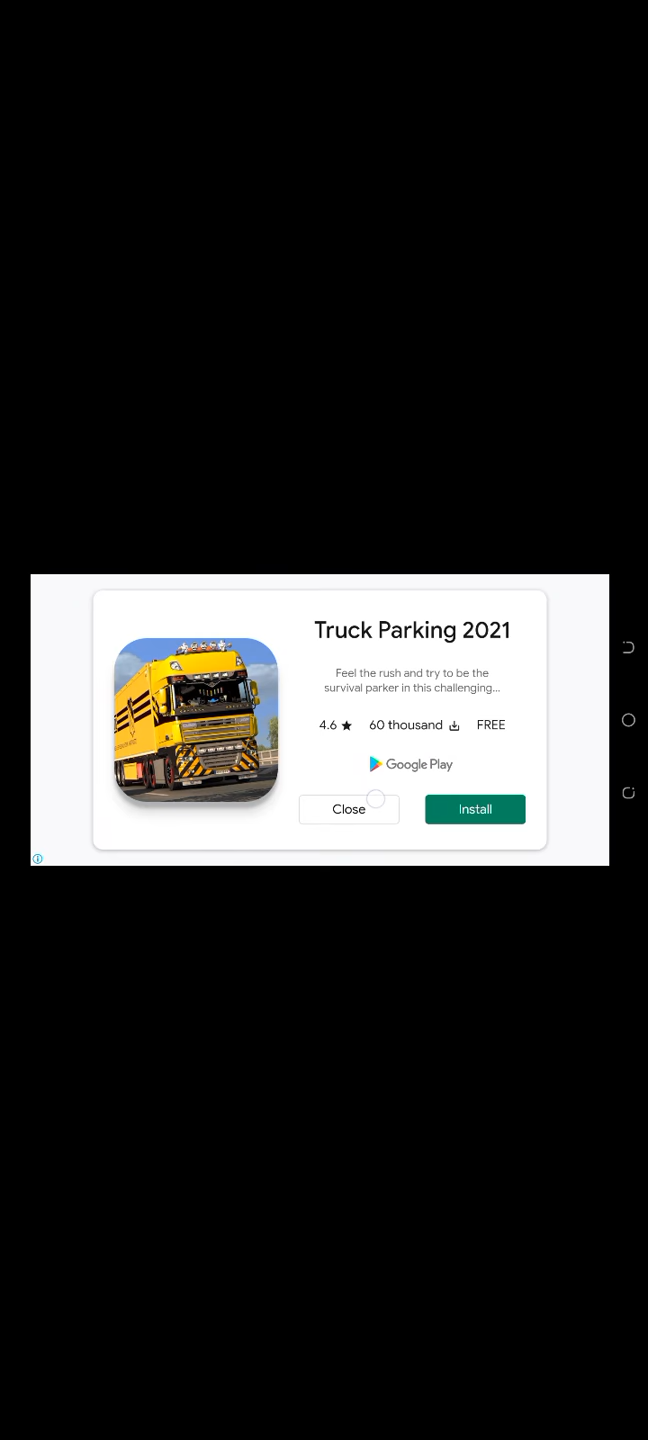 Truck Parking 2021
Feel the rush and try to be the
survival parker in this challenging...
4.6 ★ 60 thousand FREE
Google Play
Close
Install